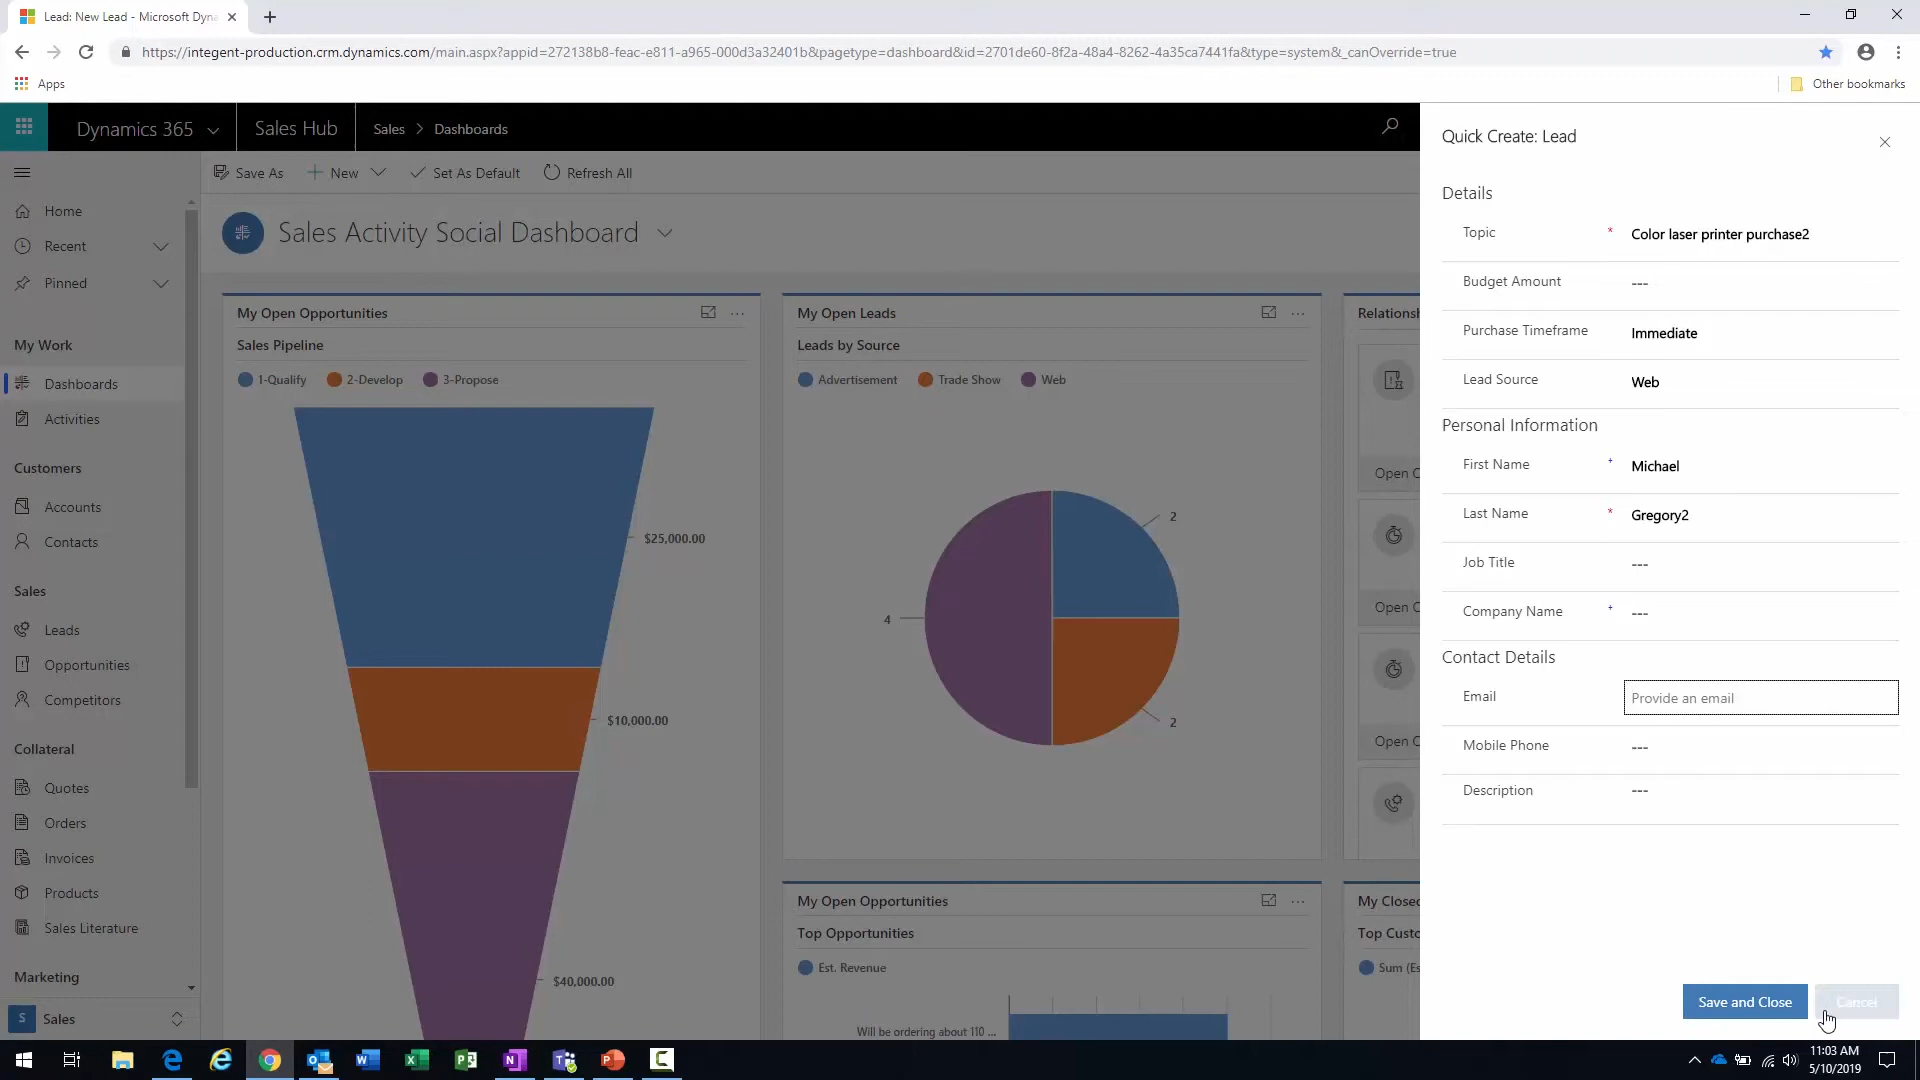 Lead: New Lead - Microsoft Dyna
https://integent-production.crm.dynamics.com/main.aspx?appid=272138b8-feac-e811-a965-000d3a32401b&pagetype=dashboard&id=2701de60-8f2a-48a4-8262-4a35ca7441fa&type=system&_canOverride=true
Apps
Other bookmarks
Dynamics 365
Sales Hub
Sales > Dashboards
Save As
New
Set As Default
Refresh All
Home
Recent
Pinned
My Work
Dashboards
Activities
Customers
Accounts
Contacts
Sales
Leads
Opportunities
Competitors
Collateral
Quotes
Orders
Invoices
Products
Sales Literature
Marketing
S Sales
Sales Activity Social Dashboard
My Open Opportunities
...
Sales Pipeline
1-Qualify
2-Develop
3-Propose
$25,000.00
$10,000.00
$40,000.00
My Open Leads
...
Leads by Source
Advertisement
Trade Show
Web
2
4
2
My Open Opportunities
...
Top Opportunities
Est. Revenue
Will be ordering about 110 ...
Relationsh
Open C
Open C
Open C
My Closed
Top Custo
Sum (Es
Quick Create: Lead
Details
Topic * Color laser printer purchase2
Budget Amount ---
Purchase Timeframe Immediate
Lead Source Web
Personal Information
First Name + Michael
Last Name * Gregory2
Job Title ---
Company Name + ---
Contact Details
Email Provide an email
Mobile Phone ---
Description ---
Save and Close
Cancel
11:03 AM
5/10/2019